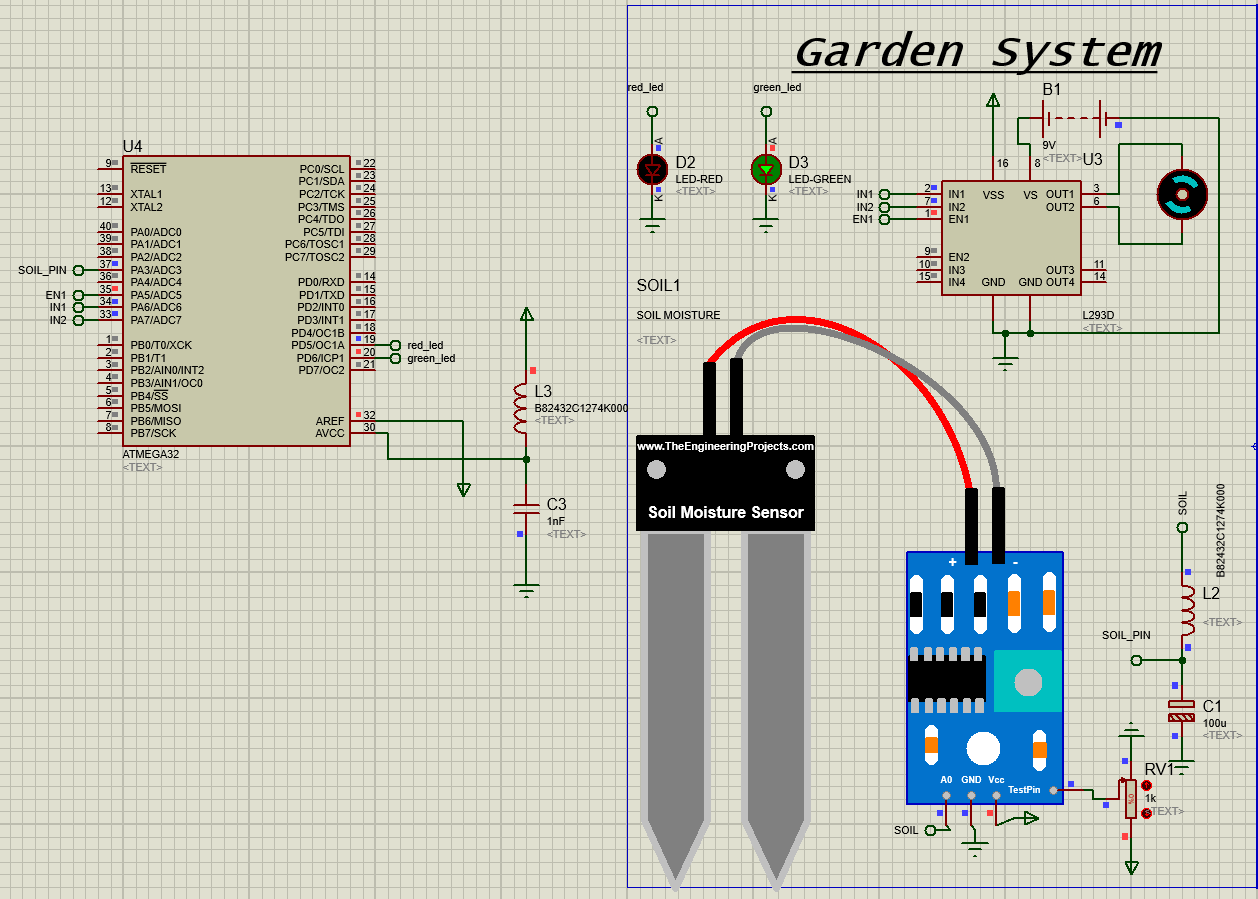 Garden System
U4
9 RESET
13 XTAL1
12 XTAL2
40 PA0/ADC0
39 PA1/ADC1
38 PA2/ADC2
SOIL_PIN 37 PA3/ADC3
36 PA4/ADC4
EN1 35 PA5/ADC5
IN1 34 PA6/ADC6
IN2 33 PA7/ADC7
1 PB0/T0/XCK
2 PB1/T1
3 PB2/AIN0/INT2
4 PB3/AIN1/OC0
5 PB4/SS
6 PB5/MOSI
7 PB6/MISO
8 PB7/SCK
PC0/SCL 22
PC1/SDA 23
PC2/TCK 24
PC3/TMS 25
PC4/TDO 26
PC5/TDI 27
PC6/TOSC1 28
PC7/TOSC2 29
PD0/RXD 14
PD1/TXD 15
PD2/INT0 16
PD3/INT1 17
PD4/OC1B 18
PD5/OC1A 19 red_led
PD6/ICP1 20 green_led
PD7/OC2 21
AREF 32
AVCC 30
ATMEGA32
<TEXT>
L3
B82432C1274K000
<TEXT>
C3
1nF
<TEXT>
red_led
A
D2
LED-RED
<TEXT>
K
green_led
A
D3
LED-GREEN
<TEXT>
K
B1
9V
<TEXT>
U3
16
8
IN1 2 IN1
IN2 7 IN2
EN1 1 EN1
9 EN2
10 IN3
15 IN4
VSS
VS
OUT1 3
OUT2 6
OUT3 11
OUT4 14
GND
GND
L293D
<TEXT>
SOIL1
SOIL MOISTURE
<TEXT>
www.TheEngineeringProjects.com
Soil Moisture Sensor
+ -
A0 GND Vcc
TestPin
SOIL
SOIL
B82432C1274K000
L2
<TEXT>
SOIL_PIN
C1
100u
<TEXT>
RV1
1k
<TEXT>